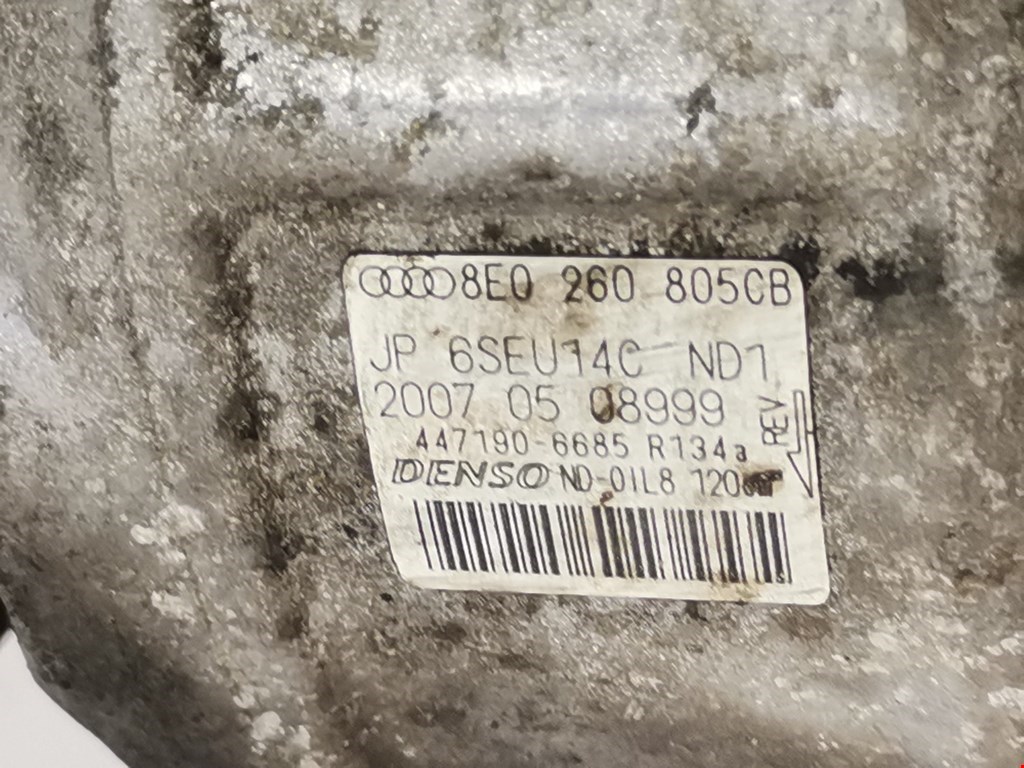 8E0 260 805CB
JP 6SEU14C ND1
2007 05 08999
447190-6685 R134a
DENSO ND-OIL8
REV